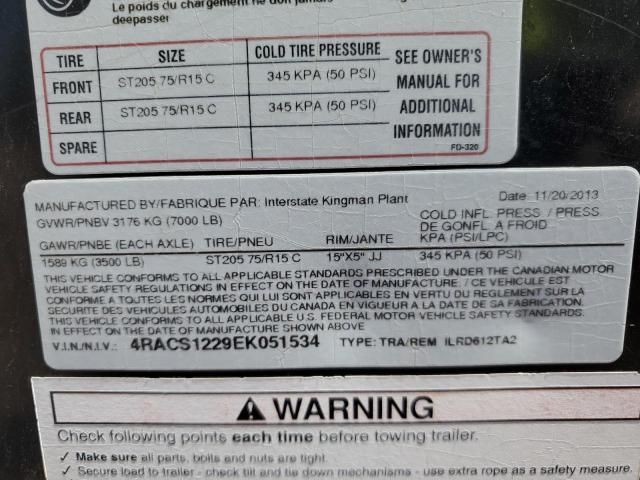 Le poids du chargement ne doit jamais
deepasser
TIRE SIZE COLD TIRE PRESSURE SEE OWNER'S
MANUAL FOR
ADDITIONAL
INFORMATION
FRONT ST205 75/R15 C 345 KPA (50 PSI)
REAR ST205 75/R15 C 345 KPA (50 PSI)
SPARE
FD-320
MANUFACTURED BY/FABRIQUE PAR: Interstate Kingman Plant Date: 11/20/2013
GVWR/PNBV 3176 KG (7000 LB) COLD INFL. PRESS. / PRESS.
DE GONFL. A FROID
GAWR/PNBE (EACH AXLE) TIRE/PNEU RIM/JANTE KPA (PSI/LPC)
1589 KG (3500 LB) ST205 75/R15 C 15"X5" JJ 345 KPA (50 PSI)
THIS VEHICLE CONFORMS TO ALL APPLICABLE STANDARDS PRESCRIBED UNDER THE CANADIAN MOTOR
VEHICLE SAFETY REGULATIONS IN EFFECT ON THE DATE OF MANUFACTURE. / CE VEHICULE EST
CONFORME A TOUTES LES NORMES QUI LUI SONT APPLICABLES EN VERTU DU REGLEMENT SUR LA
SECURITE DES VEHICULES AUTOMOBILES DU CANADA EN VIGUEUR A LA DATE DE SA FABRICATION.
THIS VEHICLE CONFORMS TO ALL APPLICABLE U.S. FEDERAL MOTOR VEHICLE SAFETY STANDARDS
IN EFFECT ON THE DATE OF MANUFACTURE SHOWN ABOVE
V.I.N./N.I.V.: 4RACS1229EK051534 TYPE: TRA/REM ILRD612TA2
WARNING
Check following points each time before towing trailer.
✓ Make sure all parts, bolts and nuts are tight.
✓ Secure load to trailer - check tilt and tie down mechanisms - use extra rope as a safety measure.